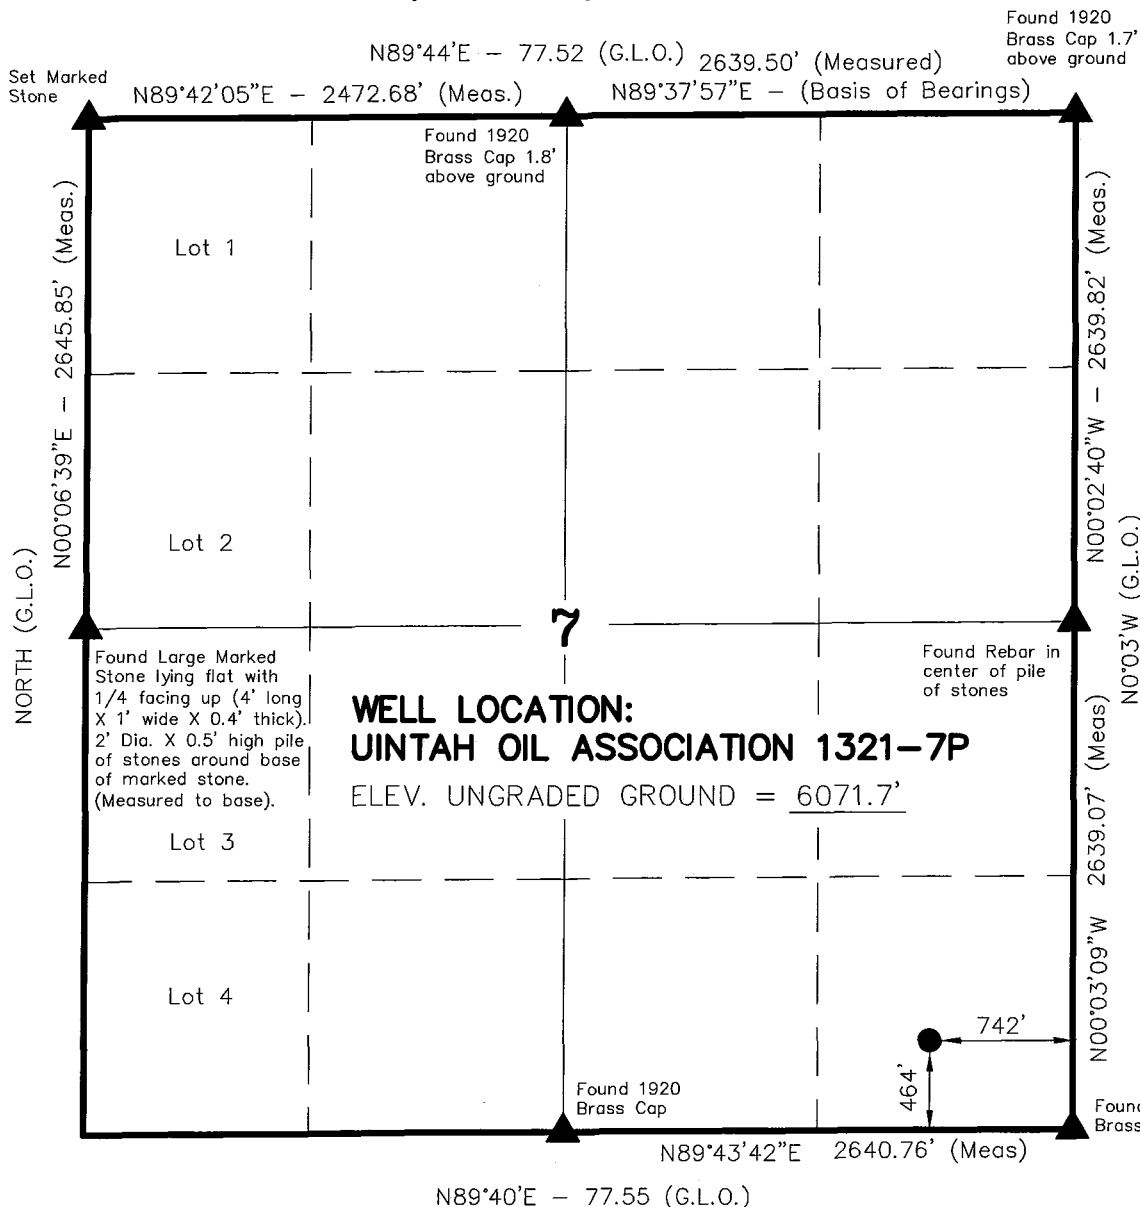 Found 1920
Brass Cap 1.7'
above ground
N89°44'E – 77.52 (G.L.O.)
2639.50' (Measured)
Set Marked
Stone
N89°42'05"E – 2472.68' (Meas.)
N89°37'57"E – (Basis of Bearings)
Found 1920
Brass Cap 1.8'
above ground
N00°06'39"E – 2645.85' (Meas.)
Lot 1
N00°02'40"W – 2639.82' (Meas.)
Lot 2
NORTH (G.L.O.)
7
N0°03'W (G.L.O.)
Found Large Marked
Stone lying flat with
1/4 facing up (4' long
X 1' wide X 0.4' thick).
2' Dia. X 0.5' high pile
of stones around base
of marked stone.
(Measured to base).
Found Rebar in
center of pile
of stones
WELL LOCATION:
UINTAH OIL ASSOCIATION 1321–7P
ELEV. UNGRADED GROUND = 6071.7'
Lot 3
N00°03'09"W 2639.07' (Meas)
Lot 4
742'
464'
Found 1920
Brass Cap
Found
Brass
N89°43'42"E 2640.76' (Meas)
N89°40'E – 77.55 (G.L.O.)